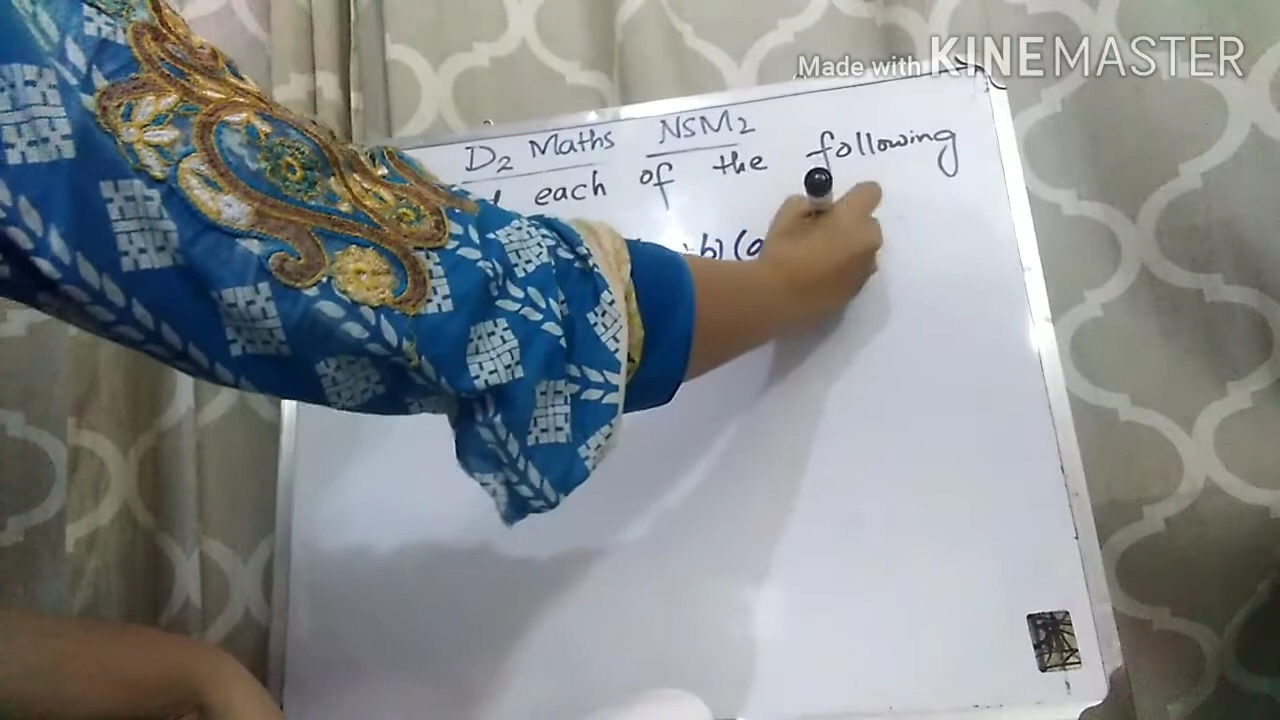 Made with KINEMASTER
D2 Maths NSM2
each of the following
b) (a